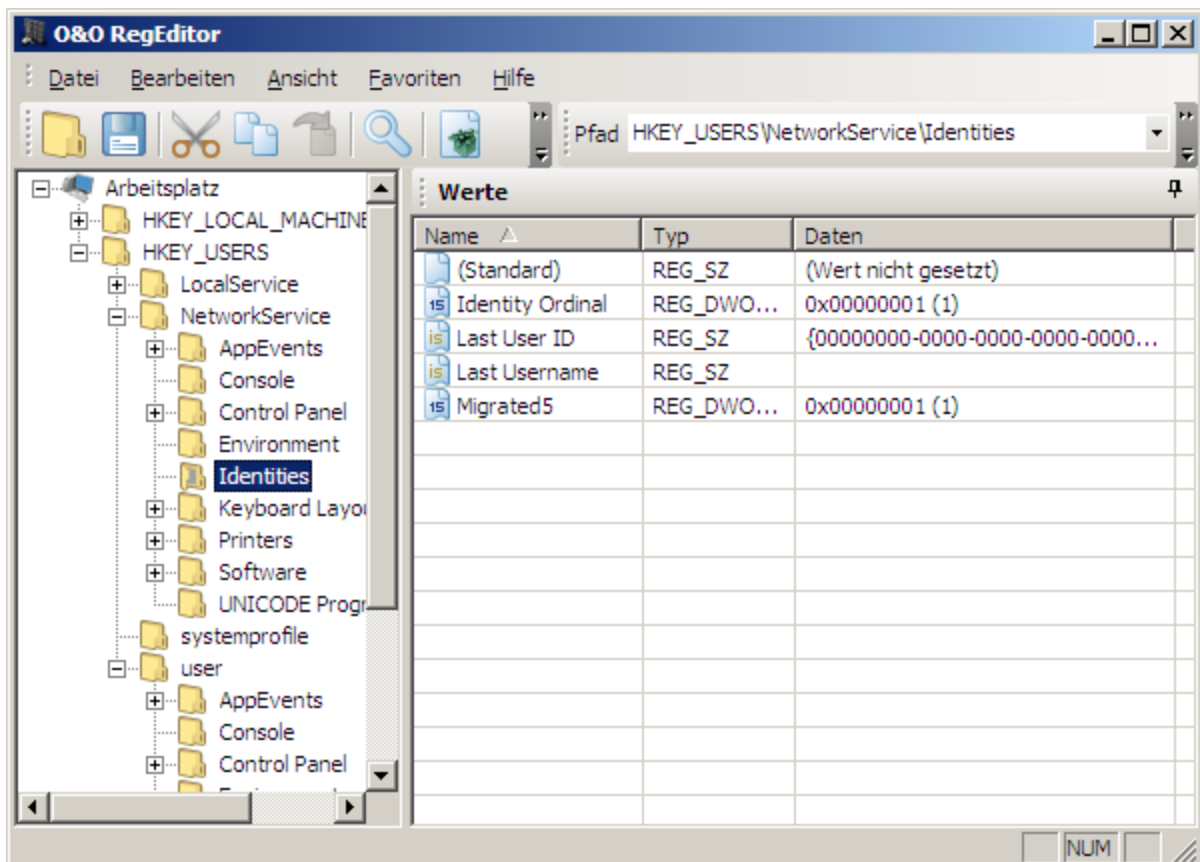 O&O RegEditor
Datei Bearbeiten Ansicht Favoriten Hilfe
Pfad HKEY_USERS\NetworkService\Identities
Arbeitsplatz
HKEY_LOCAL_MACHINE
HKEY_USERS
LocalService
NetworkService
AppEvents
Console
Control Panel
Environment
Identities
Keyboard Layou
Printers
Software
UNICODE Progr
systemprofile
user
AppEvents
Console
Control Panel
Werte
Name Typ Daten
(Standard) REG_SZ (Wert nicht gesetzt)
Identity Ordinal REG_DWO... 0x00000001 (1)
Last User ID REG_SZ {00000000-0000-0000-0000-0000...
Last Username REG_SZ
Migrated5 REG_DWO... 0x00000001 (1)
NUM